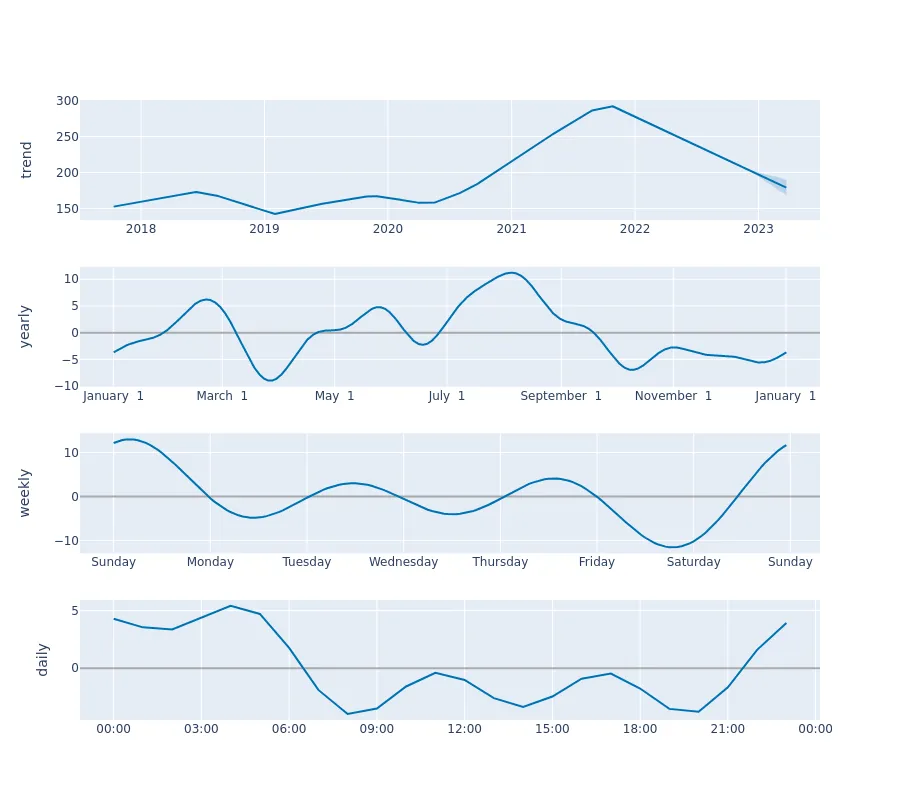 300
250
200
150
trend
2018 2019 2020 2021 2022 2023
10
5
0
−5
−10
yearly
January 1 March 1 May 1 July 1 September 1 November 1 January 1
10
0
−10
weekly
Sunday Monday Tuesday Wednesday Thursday Friday Saturday Sunday
5
0
daily
00:00 03:00 06:00 09:00 12:00 15:00 18:00 21:00 00:00